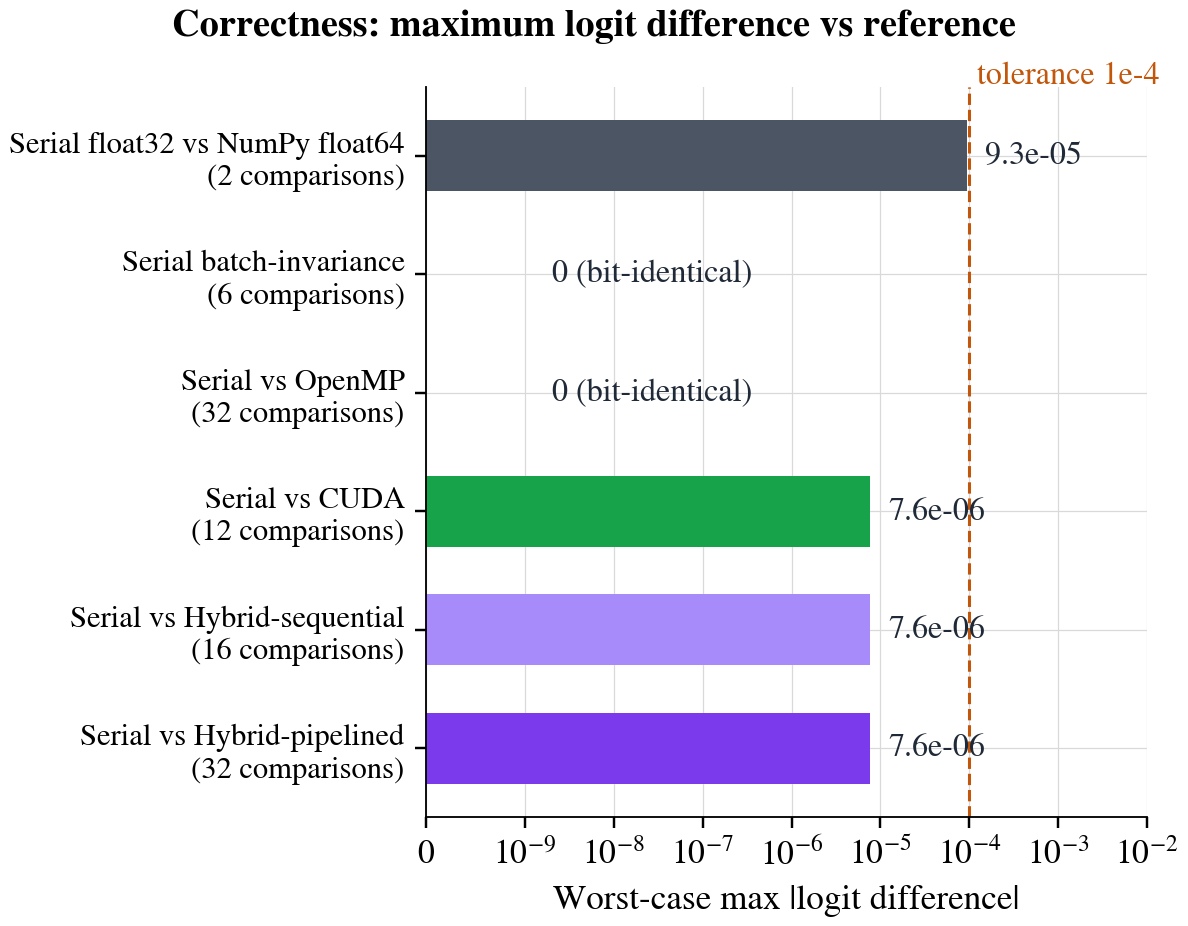 Correctness: maximum logit difference vs reference
tolerance 1e-4
Serial float32 vs NumPy float64
(2 comparisons)
9.3e-05
Serial batch-invariance
(6 comparisons)
0 (bit-identical)
Serial vs OpenMP
(32 comparisons)
0 (bit-identical)
Serial vs CUDA
(12 comparisons)
7.6e-06
Serial vs Hybrid-sequential
(16 comparisons)
7.6e-06
Serial vs Hybrid-pipelined
(32 comparisons)
7.6e-06
0 10⁻⁹ 10⁻⁸ 10⁻⁷ 10⁻⁶ 10⁻⁵ 10⁻⁴ 10⁻³ 10⁻²
Worst-case max |logit difference|